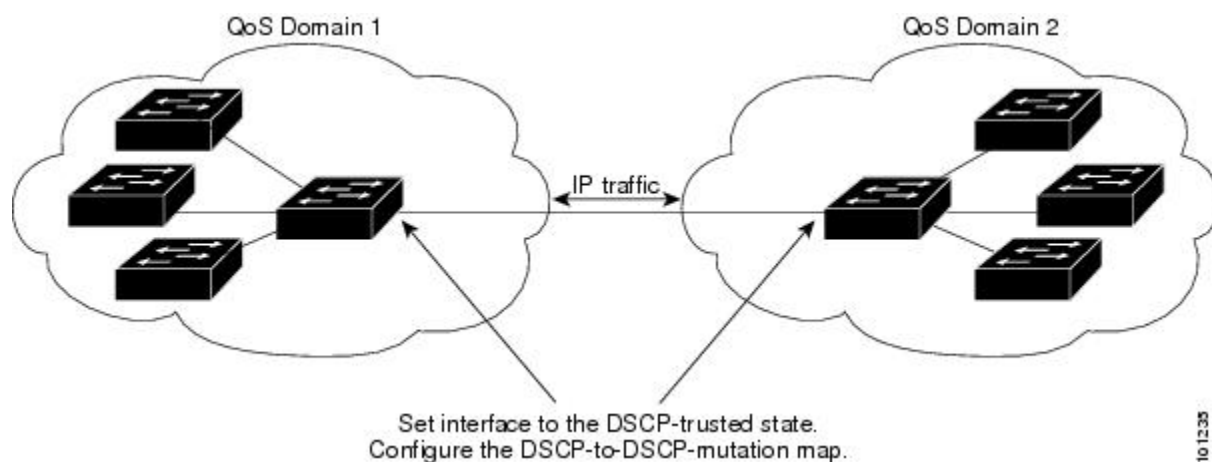 QoS Domain 1
QoS Domain 2
IP traffic
Set interface to the DSCP-trusted state.
Configure the DSCP-to-DSCP-mutation map.
101235